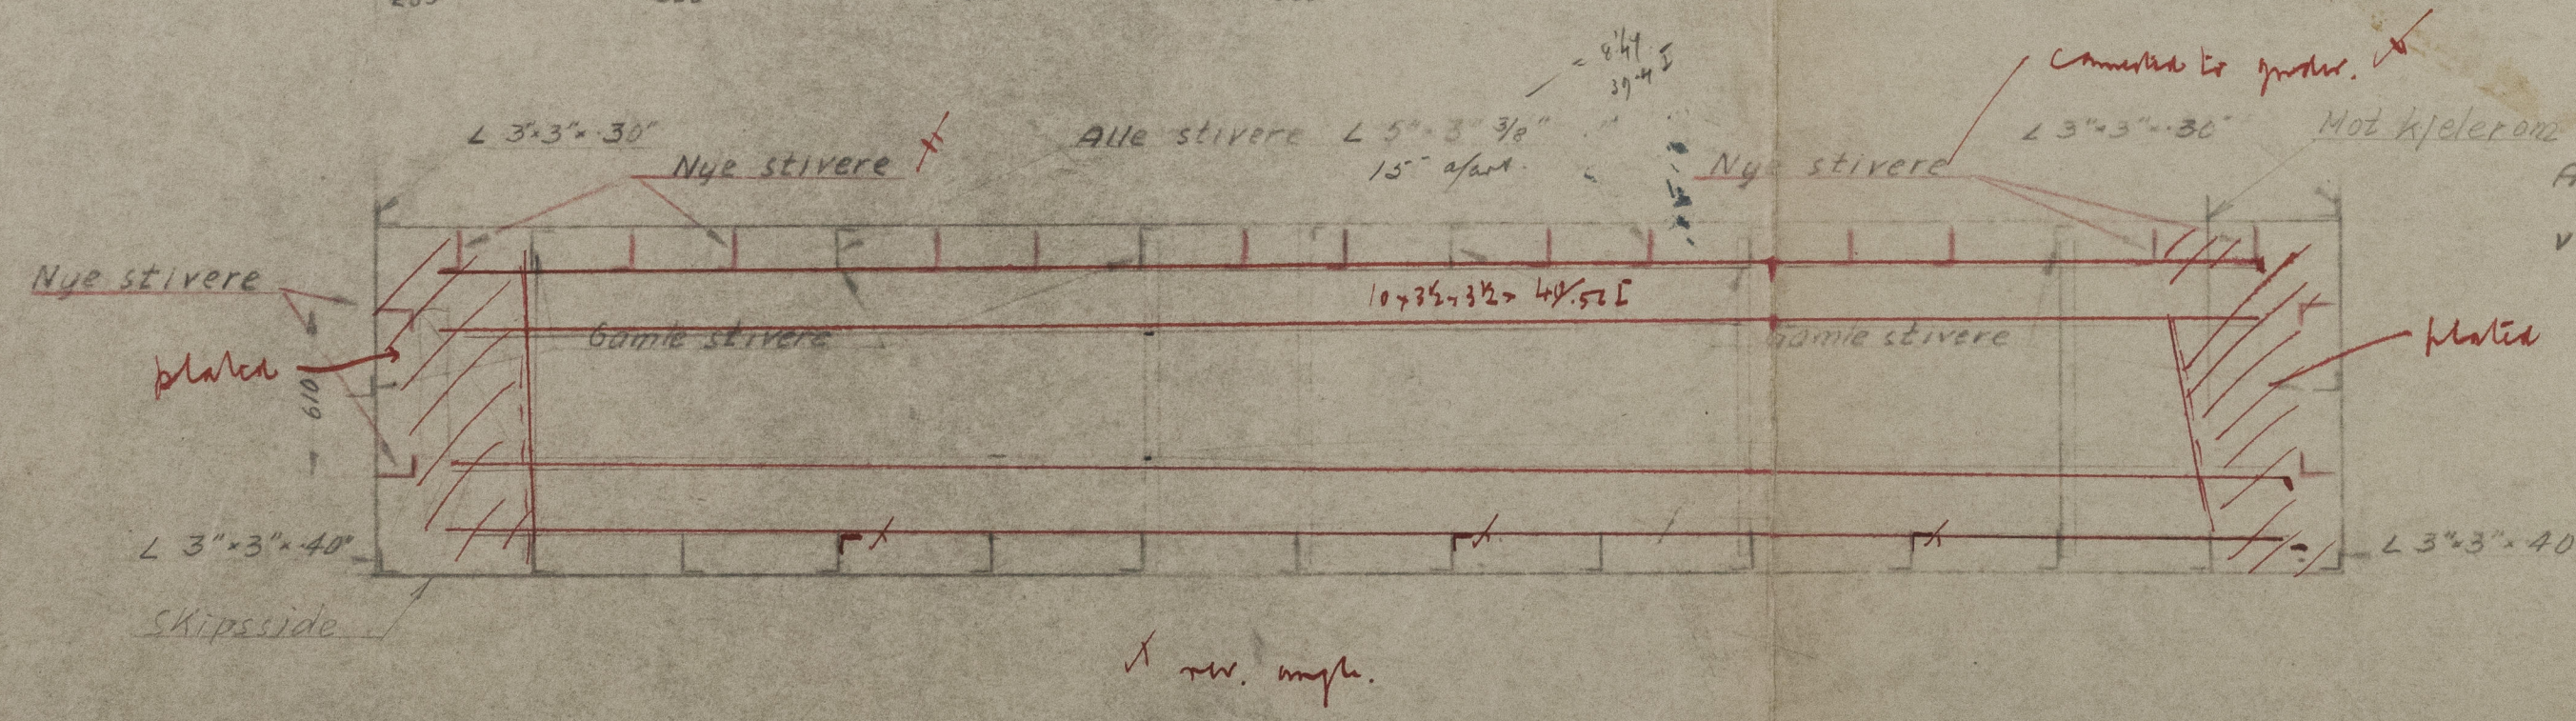 connected to girder.
L 3"×3"×·30"
Nye stivere
Alle stivere L 5" 3" 3/8"
15" apart.
Nye stivere
L 3"×3"×·30"
Mot kjelerom
Nye stivere
10 × 3½ × 3½ ×
Gamle stivere
Gamle stivere
plated
plated
610
L 3"×3"×·40"
L 3"×3"×·40
Skipsside
X rev. angle.